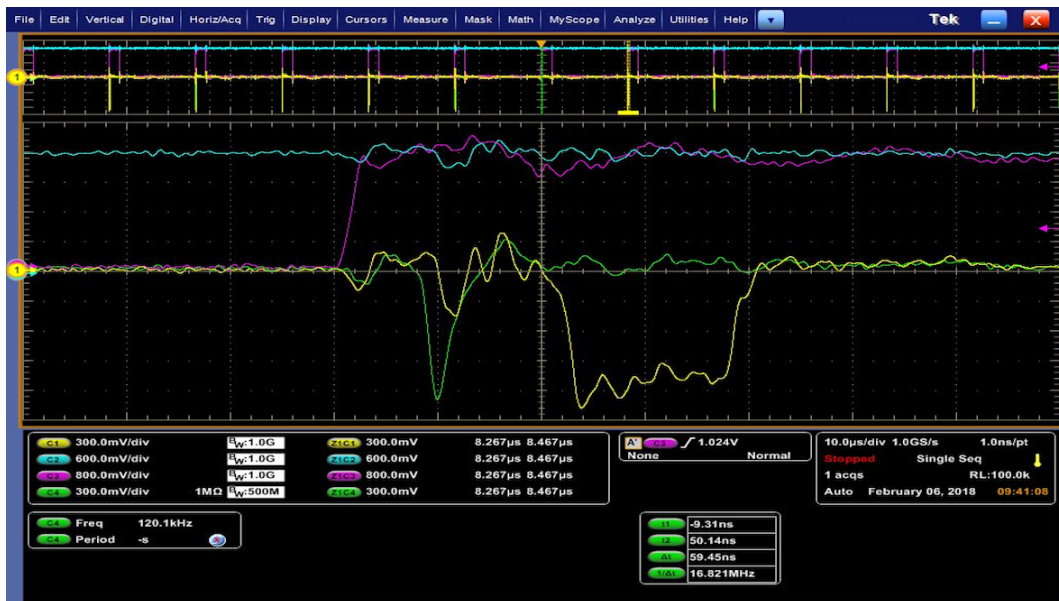 File Edit Vertical Digital Horiz/Acq Trig Display Cursors Measure Mask Math MyScope Analyze Utilities Help Tek X
1
1
C1 300.0mV/div BW:1.0G Z1C1 300.0mV 8.267µs 8.467µs
C2 600.0mV/div BW:1.0G Z1C2 600.0mV 8.267µs 8.467µs
C3 800.0mV/div BW:1.0G Z1C3 800.0mV 8.267µs 8.467µs
C4 300.0mV/div 1MΩ BW:500M Z1C4 300.0mV 8.267µs 8.467µs
A' C3 1.024V
None Normal
10.0µs/div 1.0GS/s 1.0ns/pt
Stopped Single Seq
1 acqs RL:100.0k
Auto February 06, 2018 09:41:08
C4 Freq 120.1kHz
C4 Period -s
t1 -9.31ns
t2 50.14ns
Δt 59.45ns
1/Δt 16.821MHz